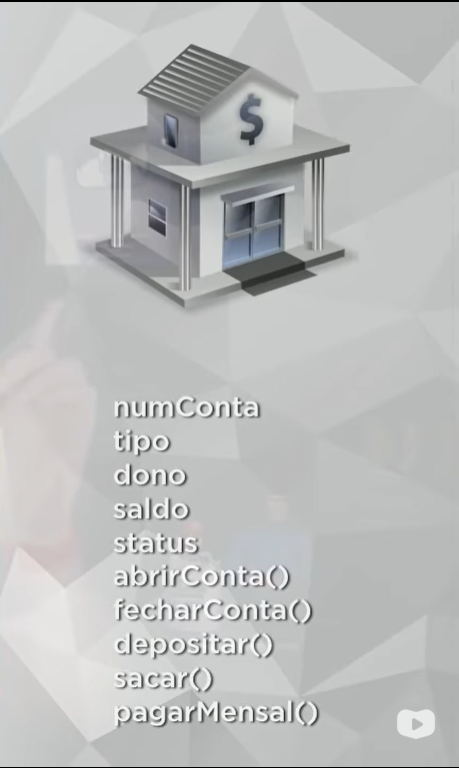 $
numConta
tipo
dono
saldo
status
abrirConta()
fecharConta()
depositar()
sacar()
pagarMensal()